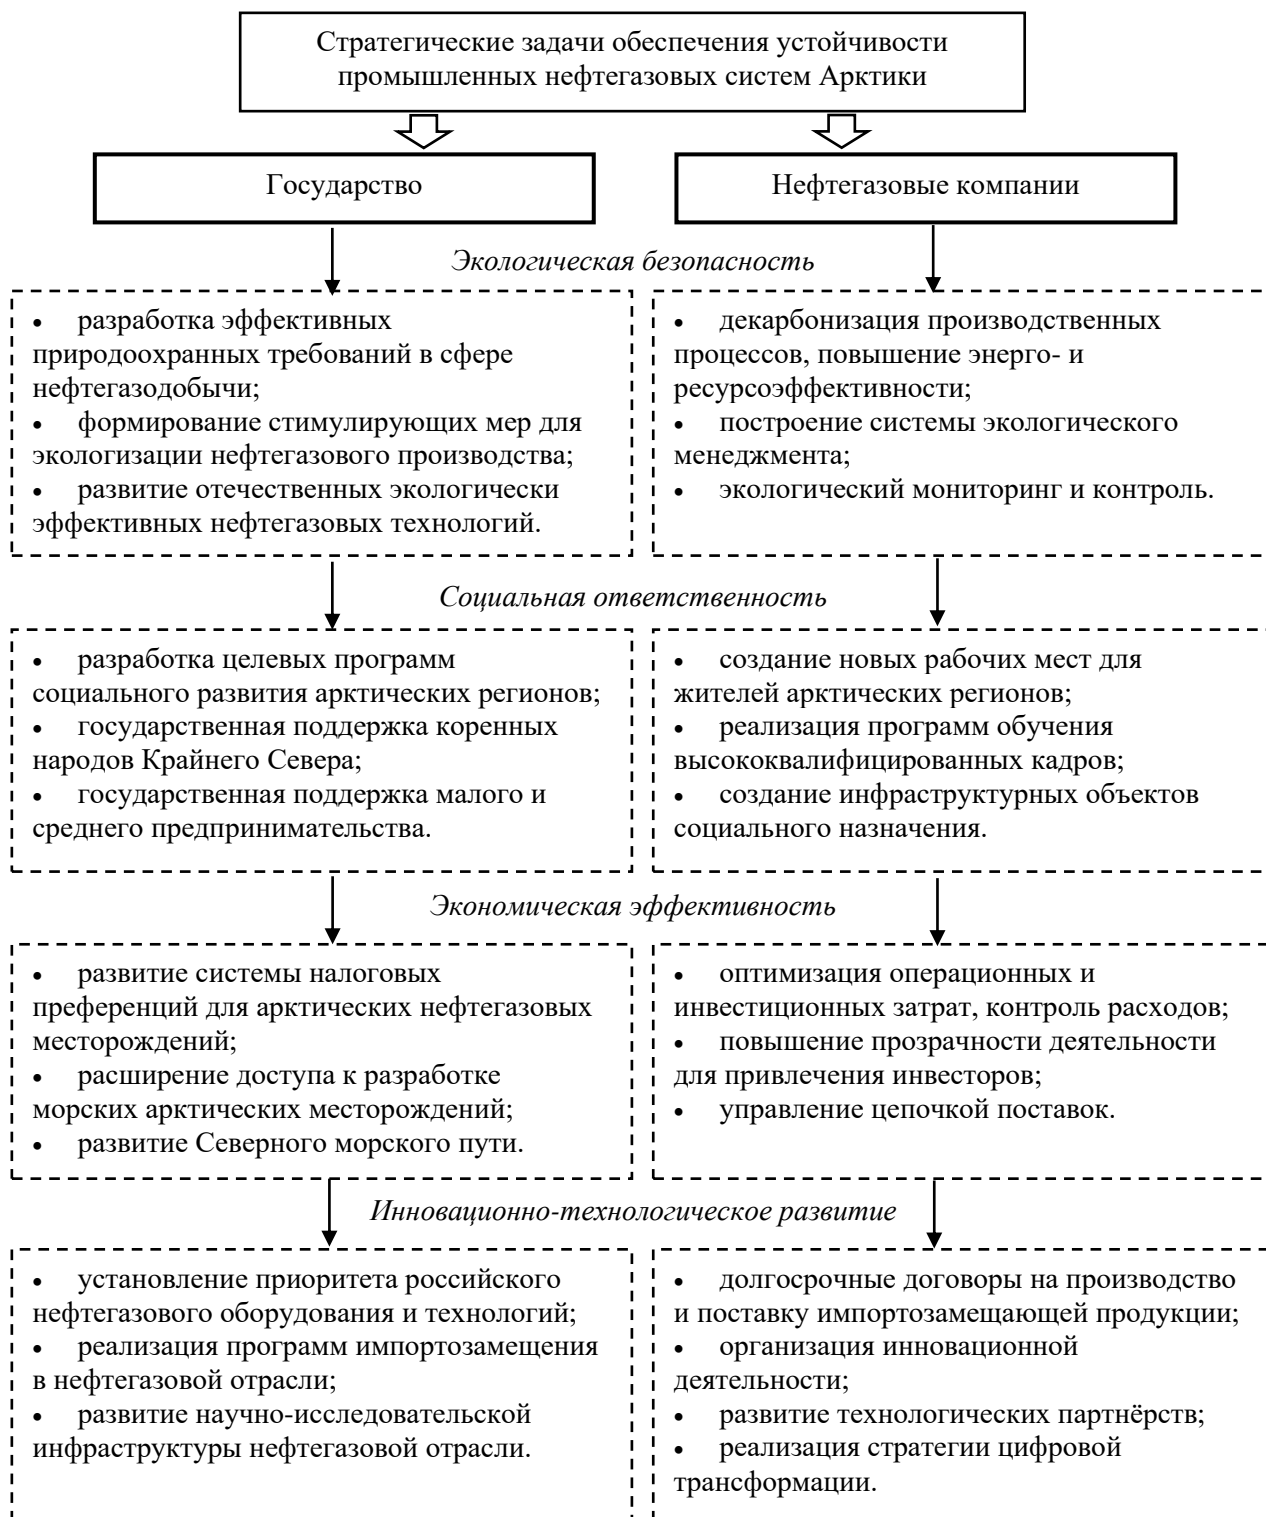 Стратегические задачи обеспечения устойчивости
промышленных нефтегазовых систем Арктики
Государство
Нефтегазовые компании
Экологическая безопасность
• разработка эффективных
природоохранных требований в сфере
нефтегазодобычи;
• формирование стимулирующих мер для
экологизации нефтегазового производства;
• развитие отечественных экологически
эффективных нефтегазовых технологий.
• декарбонизация производственных
процессов, повышение энерго- и
ресурсоэффективности;
• построение системы экологического
менеджмента;
• экологический мониторинг и контроль.
Социальная ответственность
• разработка целевых программ
социального развития арктических регионов;
• государственная поддержка коренных
народов Крайнего Севера;
• государственная поддержка малого и
среднего предпринимательства.
• создание новых рабочих мест для
жителей арктических регионов;
• реализация программ обучения
высококвалифицированных кадров;
• создание инфраструктурных объектов
социального назначения.
Экономическая эффективность
• развитие системы налоговых
преференций для арктических нефтегазовых
месторождений;
• расширение доступа к разработке
морских арктических месторождений;
• развитие Северного морского пути.
• оптимизация операционных и
инвестиционных затрат, контроль расходов;
• повышение прозрачности деятельности
для привлечения инвесторов;
• управление цепочкой поставок.
Инновационно-технологическое развитие
• установление приоритета российского
нефтегазового оборудования и технологий;
• реализация программ импортозамещения
в нефтегазовой отрасли;
• развитие научно-исследовательской
инфраструктуры нефтегазовой отрасли.
• долгосрочные договоры на производство
и поставку импортозамещающей продукции;
• организация инновационной
деятельности;
• развитие технологических партнёрств;
• реализация стратегии цифровой
трансформации.